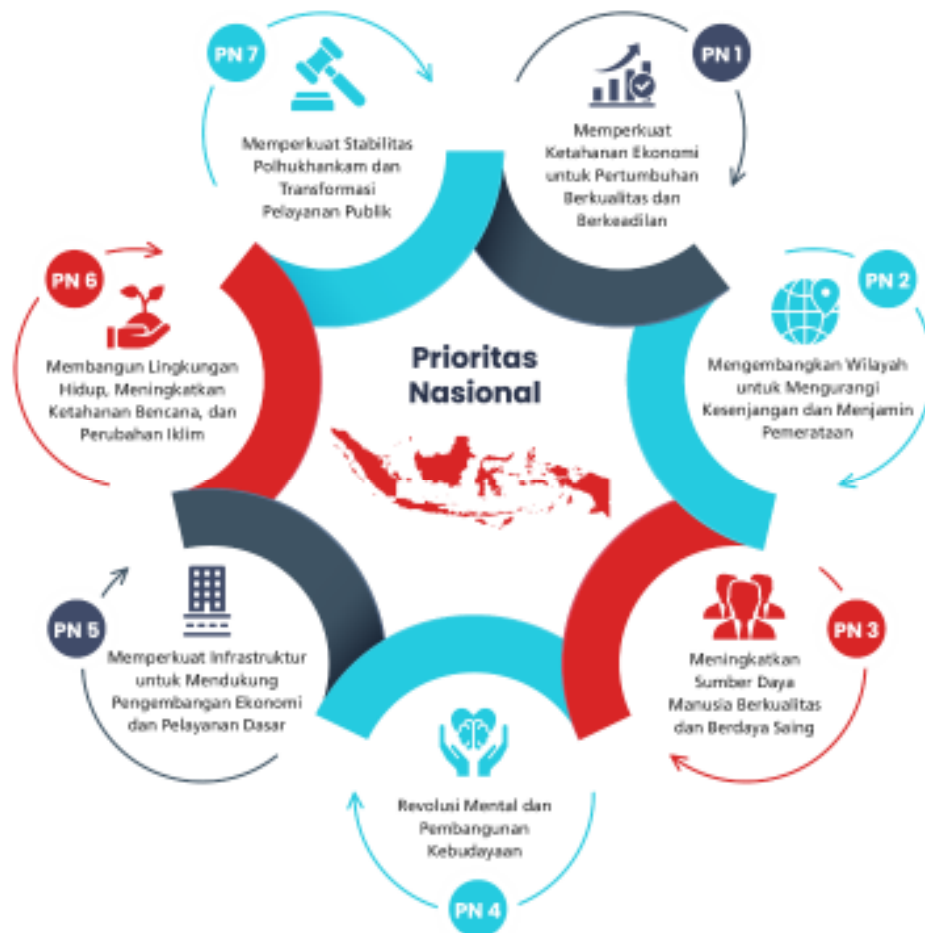 Prioritas
Nasional
PN 1
Memperkuat
Ketahanan Ekonomi
untuk Pertumbuhan
Berkualitas dan
Berkeadilan
PN 2
Mengembangkan Wilayah
untuk Mengurangi
Kesenjangan dan Menjamin
Pemerataan
PN 3
Meningkatkan
Sumber Daya
Manusia Berkualitas
dan Berdaya Saing
PN 4
Revolusi Mental dan
Pembangunan
Kebudayaan
PN 5
Memperkuat Infrastruktur
untuk Mendukung
Pengembangan Ekonomi
dan Pelayanan Dasar
PN 6
Membangun Lingkungan
Hidup, Meningkatkan
Ketahanan Bencana, dan
Perubahan Iklim
PN 7
Memperkuat Stabilitas
Polhukhankam dan
Transformasi
Pelayanan Publik